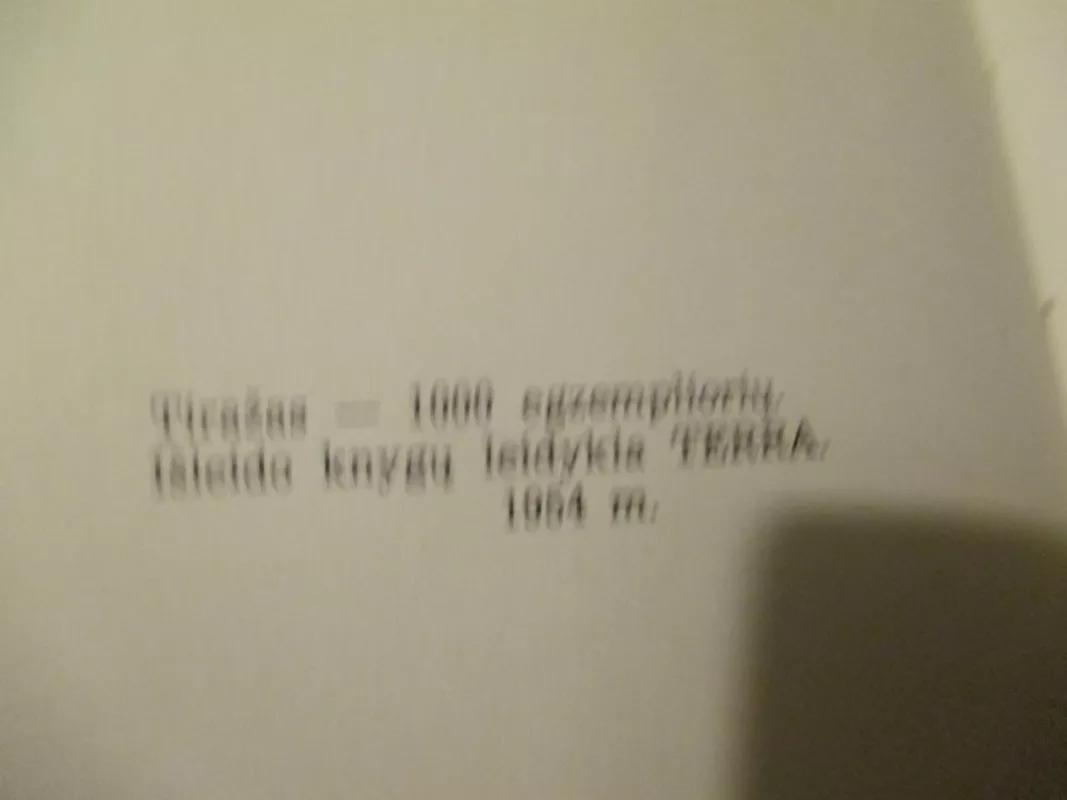 Tiražas — 1000 egzempliorių.
Išleido knygų leidykla TERRA.
1954 m.